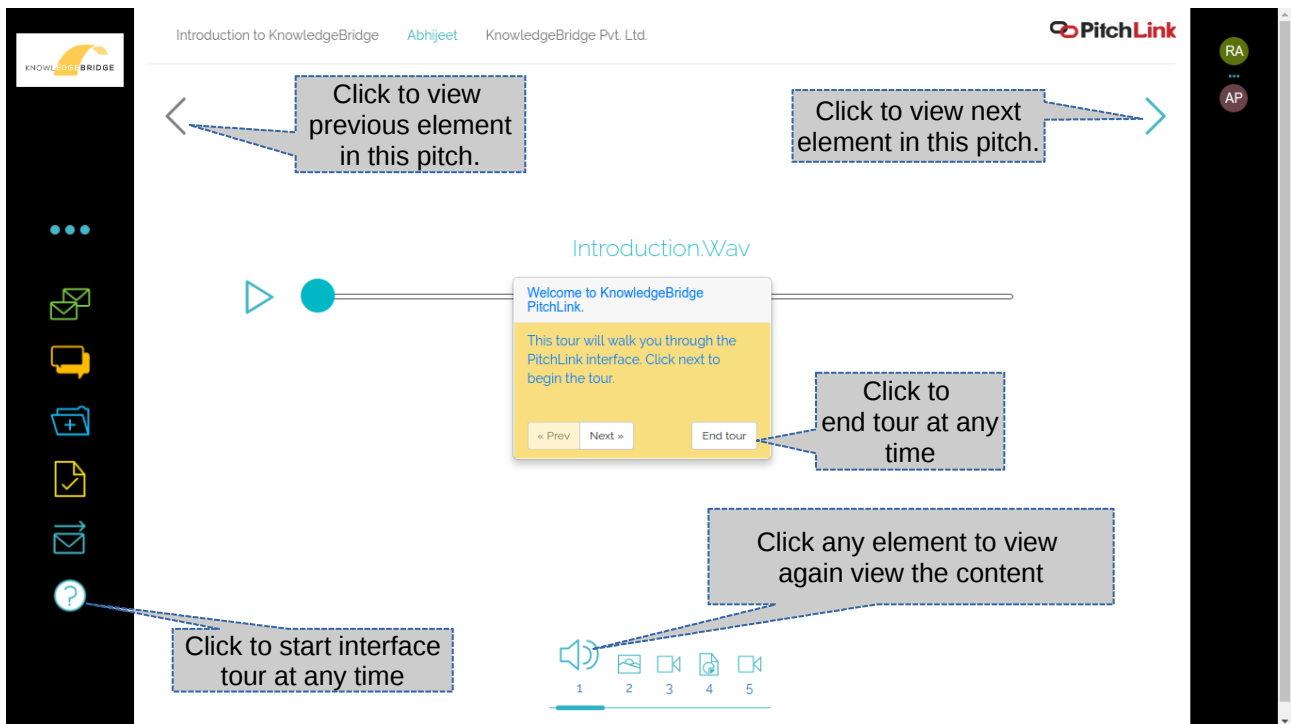 KNOWLEDGEBRIDGE
Introduction to KnowledgeBridge Abhijeet KnowledgeBridge Pvt. Ltd.
PitchLink
RA
AP
Click to view
previous element
in this pitch.
Click to view next
element in this pitch.
Introduction.Wav
Welcome to KnowledgeBridge
PitchLink.
This tour will walk you through the
PitchLink interface. Click next to
begin the tour.
« Prev Next » End tour
Click to
end tour at any
time
Click any element to view
again view the content
Click to start interface
tour at any time
1 2 3 4 5